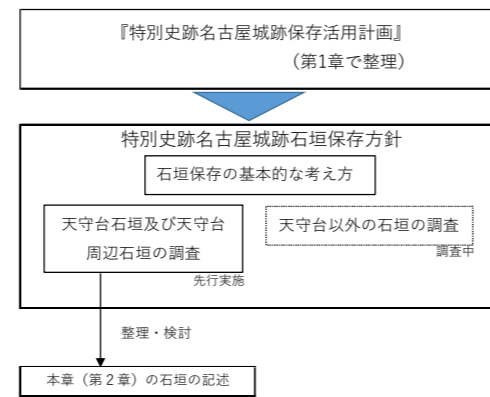 『特別史跡名古屋城跡保存活用計画』
（第1章で整理）
特別史跡名古屋城跡石垣保存方針
石垣保存の基本的な考え方
天守台石垣及び天守台
周辺石垣の調査
先行実施
天守台以外の石垣の調査
調査中
整理・検討
本章（第２章）の石垣の記述